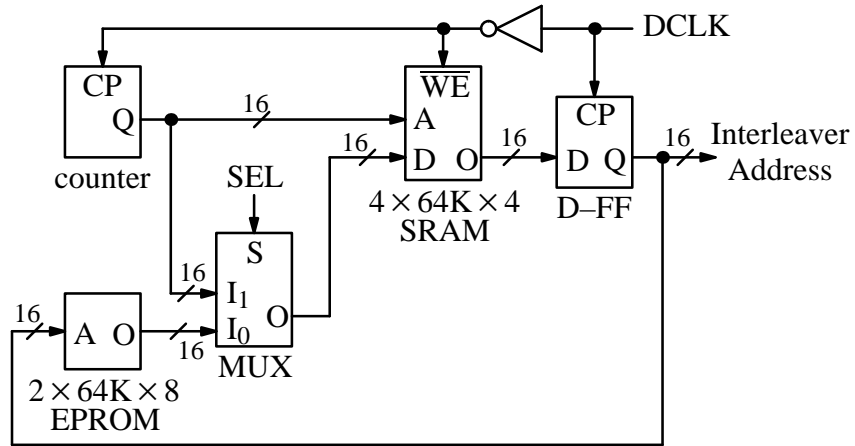 DCLK
CP
Q
counter
16
WE
A
D
O
4 × 64K × 4
SRAM
16
16
CP
D
Q
D–FF
16
Interleaver
Address
SEL
S
I1
I0
O
MUX
16
16
16
A
O
2 × 64K × 8
EPROM